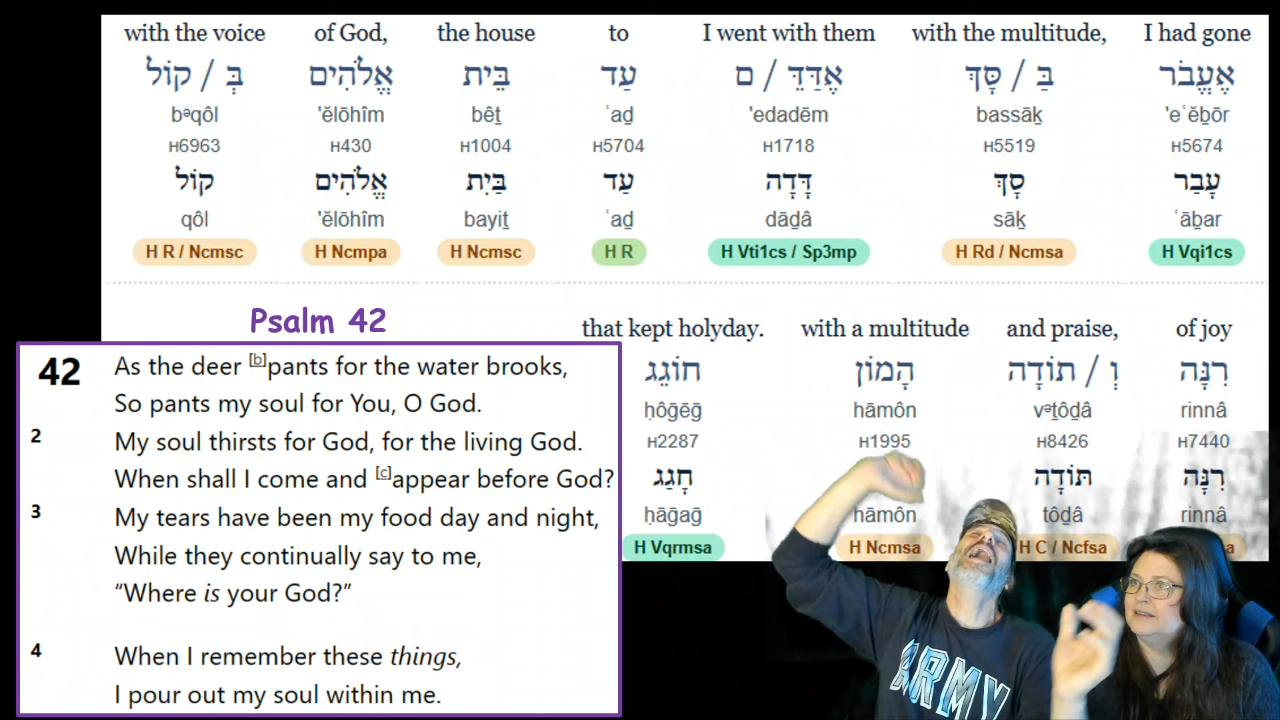 with the voice of God, the house to I went with them with the multitude, I had gone
בְּ / קוֹל אֱלֹהִים בֵּית עַד אֶדַּדֵּ / ם בַּ / סָּךְ אֶעֱבֹר
bᵊqôl 'ĕlōhîm bêṯ ʿaḏ 'edadēm bassāḵ 'eʿĕḇōr
H6963 H430 H1004 H5704 H1718 H5519 H5674
קוֹל אֱלֹהִים בַּיִת עַד דָּדָה סָךְ עָבַר
qôl 'ĕlōhîm bayiṯ ʿaḏ dāḏâ sāḵ ʿāḇar
H R / Ncmsc H Ncmpa H Ncmsc H R H Vti1cs / Sp3mp H Rd / Ncmsa H Vqi1cs
that kept holyday. with a multitude and praise, of joy
חוֹגֵג הָמוֹן וְ / תוֹדָה רִנָּה
ḥôḡēḡ hāmôn vᵊṯôḏâ rinnâ
H2287 H1995 H8426 H7440
חָגַג תּוֹדָה רִנָּה
ḥāḡaḡ hāmôn tôḏâ rinnâ
H Vqrmsa H Ncmsa H C / Ncfsa
Psalm 42
42 As the deer [b]pants for the water brooks,
So pants my soul for You, O God.
2 My soul thirsts for God, for the living God.
When shall I come and [c]appear before God?
3 My tears have been my food day and night,
While they continually say to me,
“Where is your God?”
4 When I remember these things,
I pour out my soul within me.
ARMY